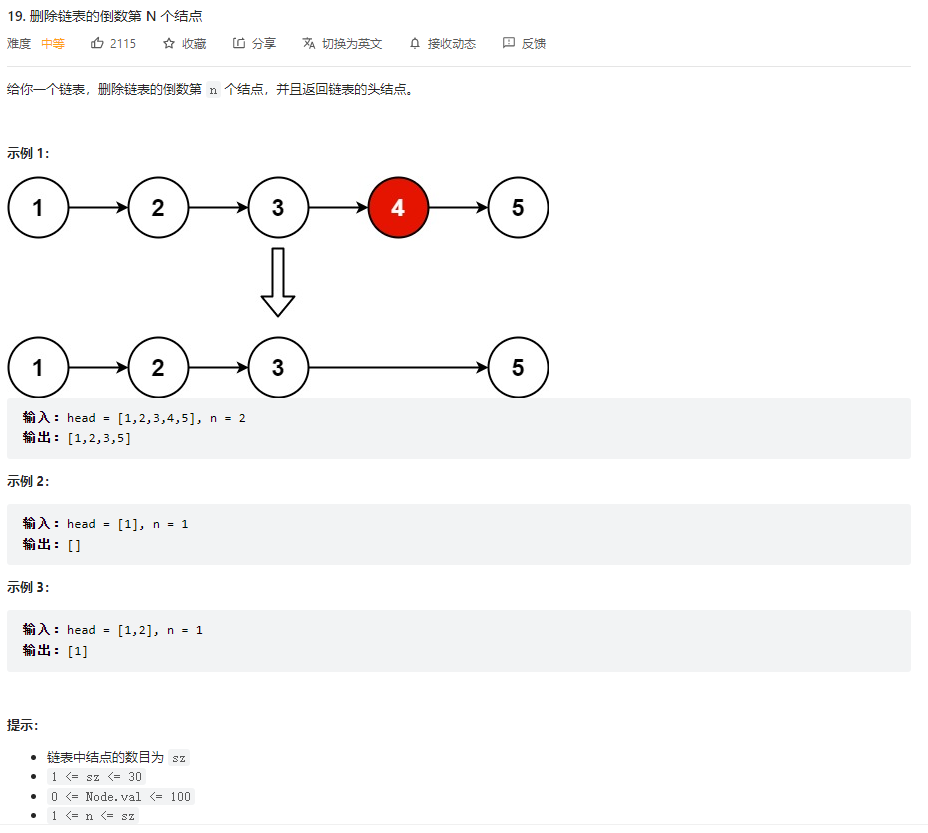 19. 删除链表的倒数第 N 个结点
难度 中等 2115 收藏 分享 切换为英文 接收动态 反馈
给你一个链表，删除链表的倒数第 n 个结点，并且返回链表的头结点。
示例 1：
1 2 3 4 5
1 2 3 5
输入：head = [1,2,3,4,5], n = 2
输出：[1,2,3,5]
示例 2：
输入：head = [1], n = 1
输出：[]
示例 3：
输入：head = [1,2], n = 1
输出：[1]
提示：
链表中结点的数目为 sz
1 <= sz <= 30
0 <= Node.val <= 100
1 <= n <= sz